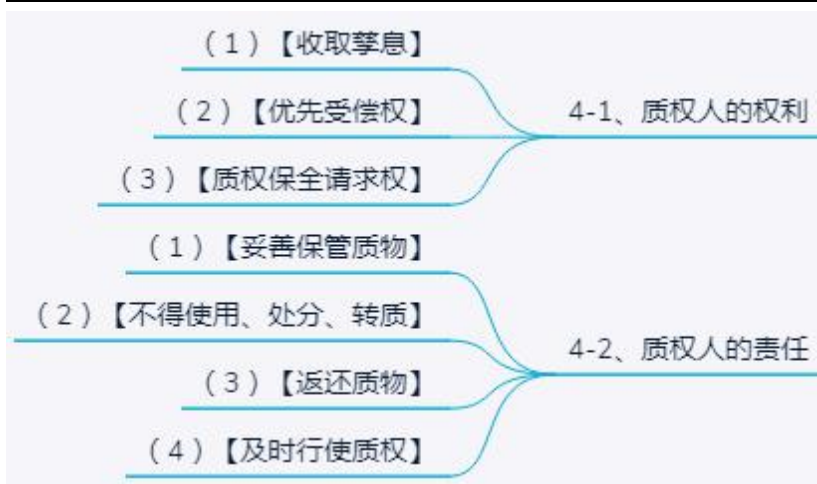 （1）【收取孳息】
（2）【优先受偿权】
4-1、质权人的权利
（3）【质权保全请求权】
（1）【妥善保管质物】
（2）【不得使用、处分、转质】
4-2、质权人的责任
（3）【返还质物】
（4）【及时行使质权】